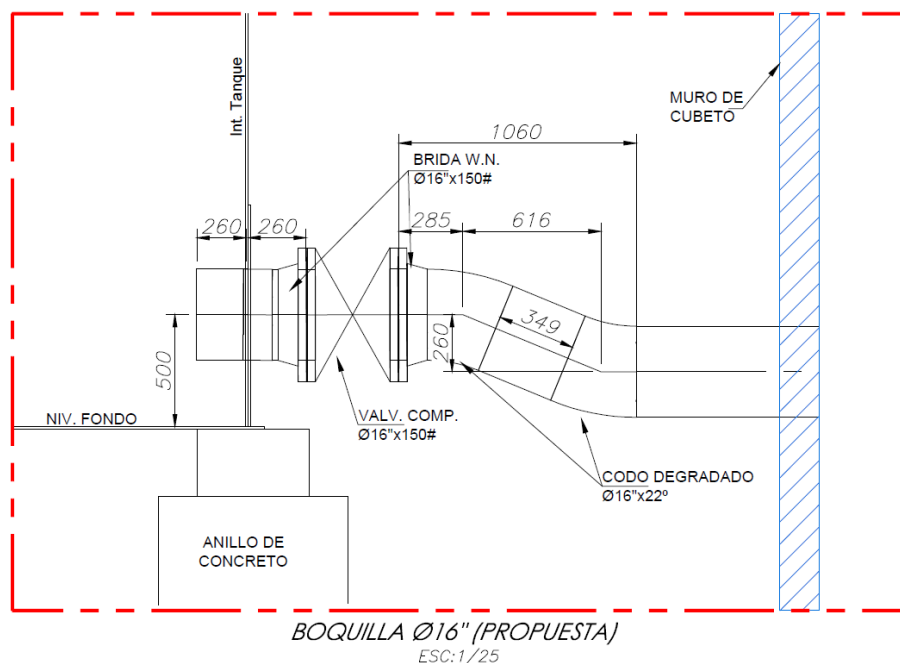 Int. Tanque
MURO DE
CUBETO
1060
BRIDA W.N.
Ø16"x150#
260
260
285
616
349
260
500
NIV. FONDO
VALV. COMP.
Ø16"x150#
CODO DEGRADADO
Ø16"x22º
ANILLO DE
CONCRETO
BOQUILLA Ø16" (PROPUESTA)
ESC:1/25